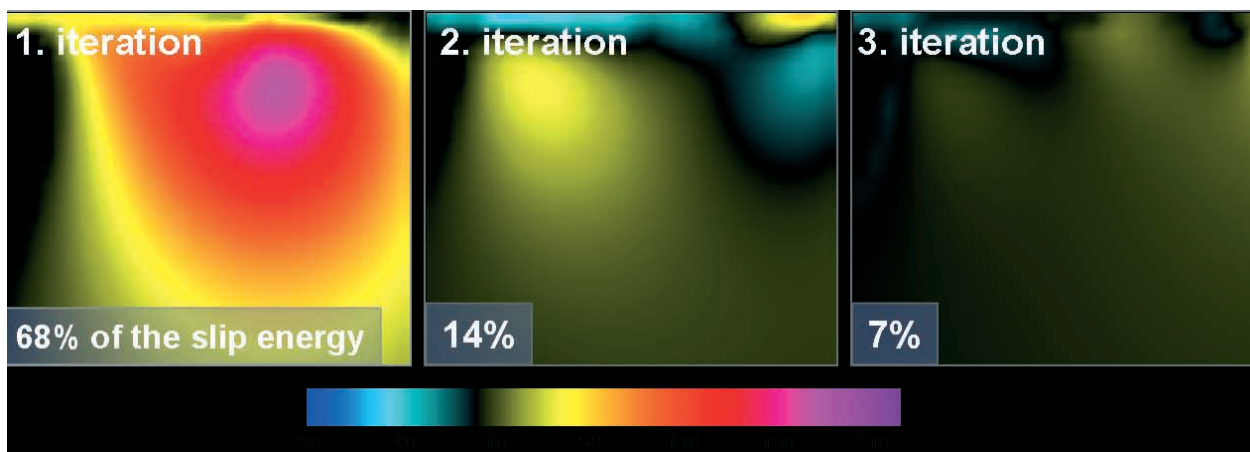 1. iteration
2. iteration
3. iteration
68% of the slip energy
14%
7%